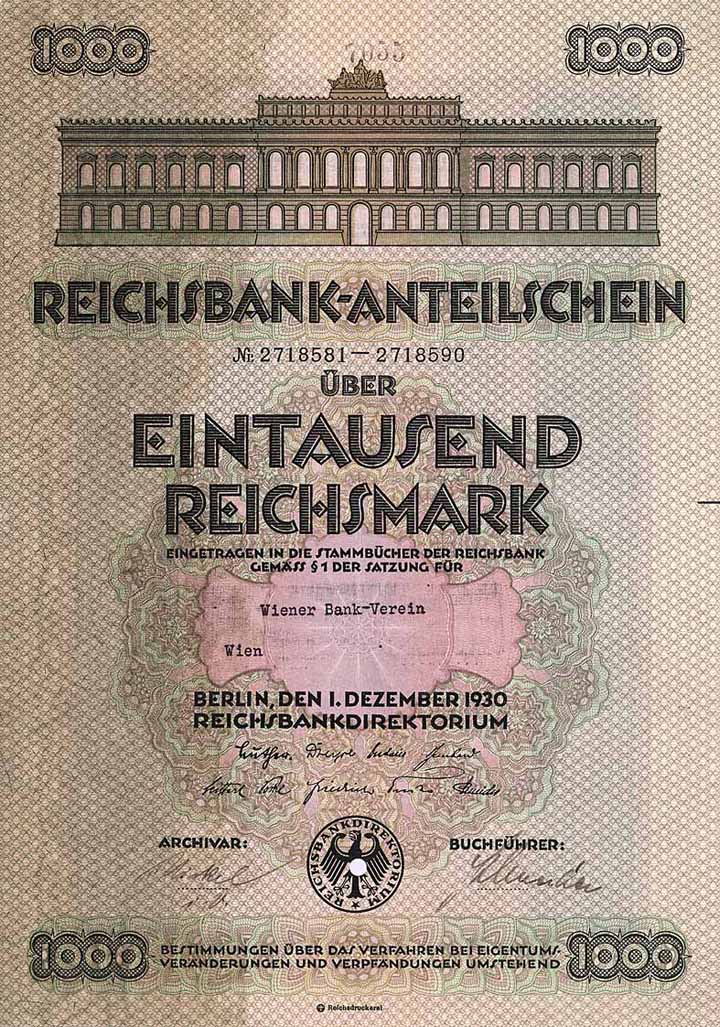 1000 1000
7055
REICHSBANK-ANTEILSCHEIN
№ 2718581 — 2718590
ÜBER
EINTAUSEND
REICHSMARK
EINGETRAGEN IN DIE STAMMBÜCHER DER REICHSBANK
GEMÄSS § 1 DER SATZUNG FÜR
Wiener Bank-Verein
Wien
BERLIN, DEN 1. DEZEMBER 1930
REICHSBANKDIREKTORIUM
Luther
ARCHIVAR: BUCHFÜHRER:
REICHSBANKDIREKTORIUM
1000 BESTIMMUNGEN ÜBER DAS VERFAHREN BEI EIGENTUMS- 1000
VERÄNDERUNGEN UND VERPFÄNDUNGEN UMSTEHEND
Reichsdruckerei